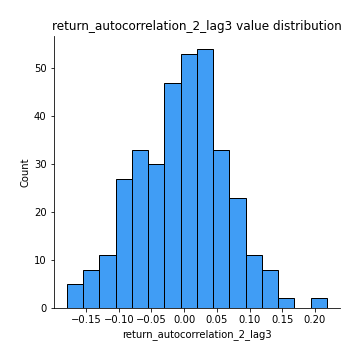 return_autocorrelation_2_lag3 value distribution
Count
50
40
30
20
10
0
−0.15 −0.10 −0.05 0.00 0.05 0.10 0.15 0.20
return_autocorrelation_2_lag3